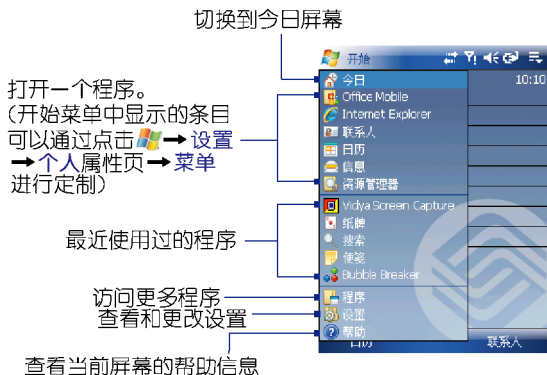 切换到今日屏幕
打开一个程序。
(开始菜单中显示的条目
可以通过点击 → 设置
→ 个人属性页 → 菜单
进行定制)
最近使用过的程序
访问更多程序
查看和更改设置
查看当前屏幕的帮助信息
开始
今日
10:10
Office Mobile
Internet Explorer
联系人
日历
信息
资源管理器
Vidya Screen Capture
纸牌
搜索
便笺
Bubble Breaker
程序
设置
帮助
日历
联系人